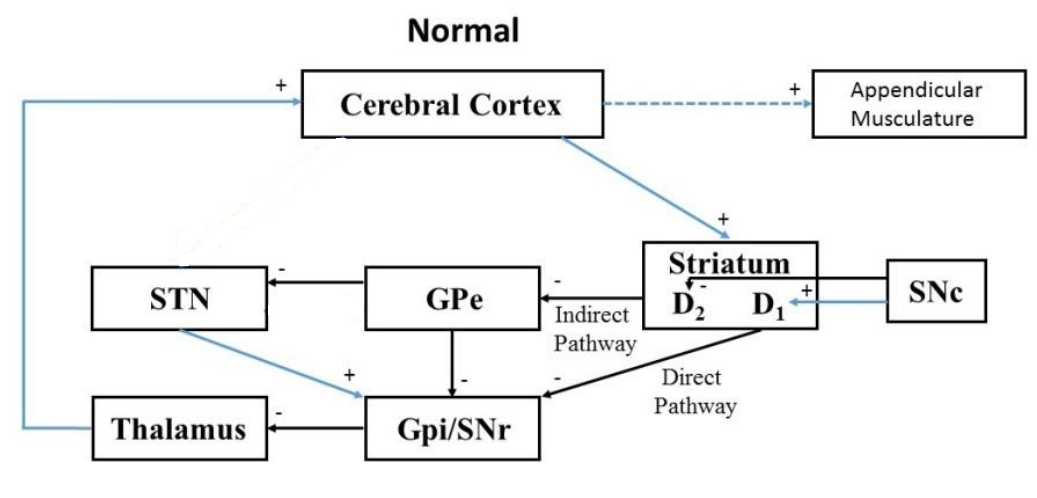 Normal
+
Cerebral Cortex
+
Appendicular
Musculature
+
Striatum
-
+
D2 D1
SNc
-
STN
GPe
-
Indirect
Pathway
+
-
-
Direct
Pathway
Thalamus
-
Gpi/SNr